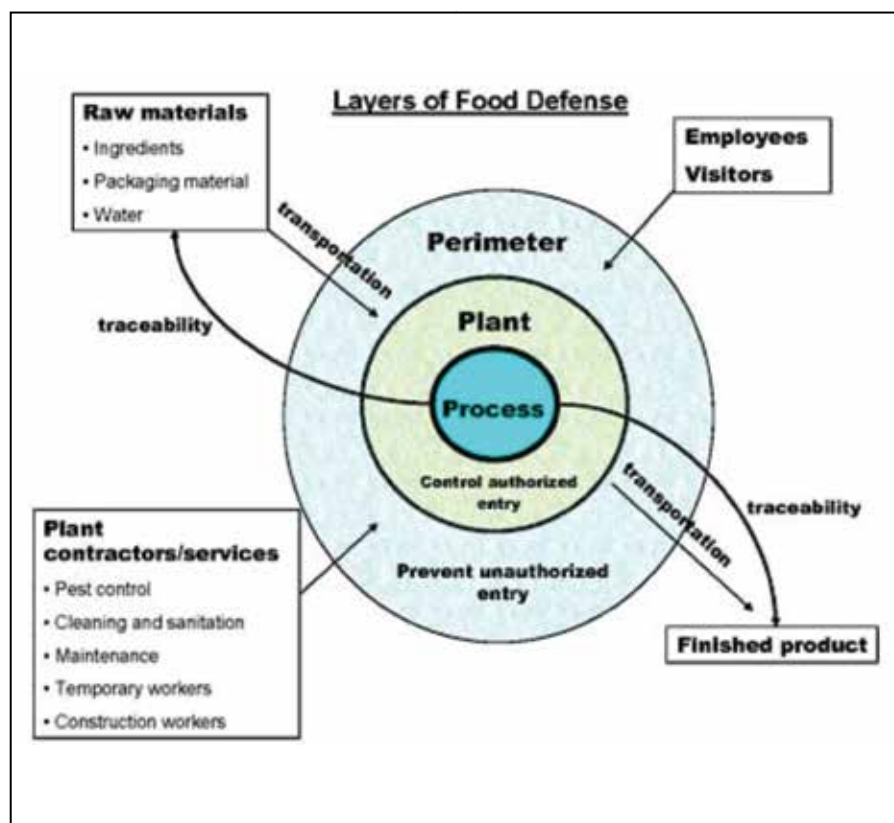 Layers of Food Defense
Raw materials
• Ingredients
• Packaging material
• Water
Employees
Visitors
transportation
Perimeter
traceability
Plant
Process
Control authorized
entry
transportation
traceability
Prevent unauthorized
entry
Plant
contractors/services
• Pest control
• Cleaning and sanitation
• Maintenance
• Temporary workers
• Construction workers
Finished product